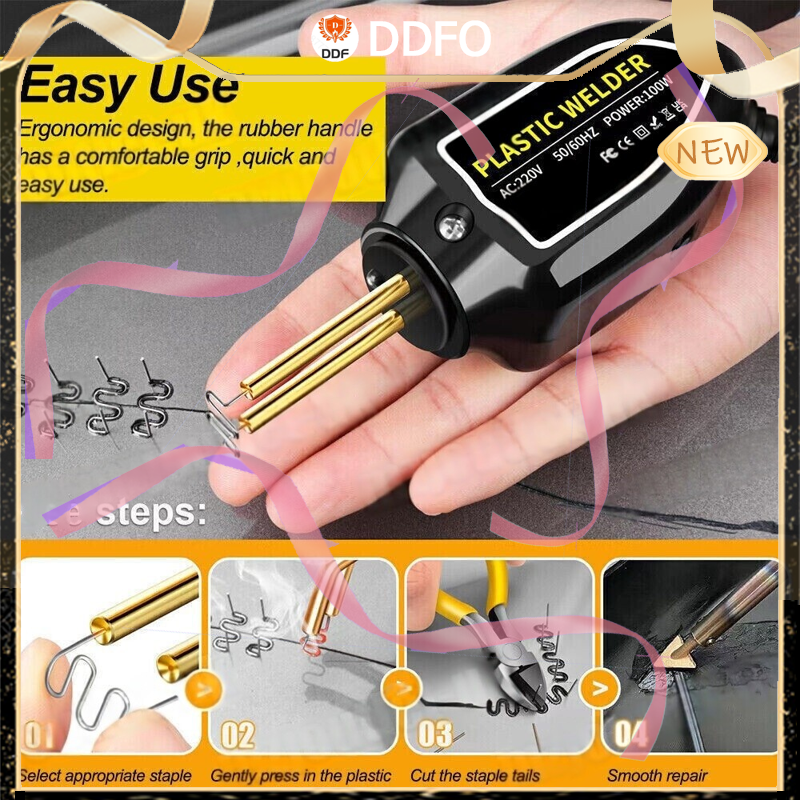 DDF
DDFO
Easy Use
Ergonomic design, the rubber handle
has a comfortable grip ,quick and
easy use.
PLASTIC WELDER
AC:220V 50/60HZ POWER:100W
FC CE
NEW
steps:
01
02
03
04
Select appropriate staple
Gently press in the plastic
Cut the staple tails
Smooth repair